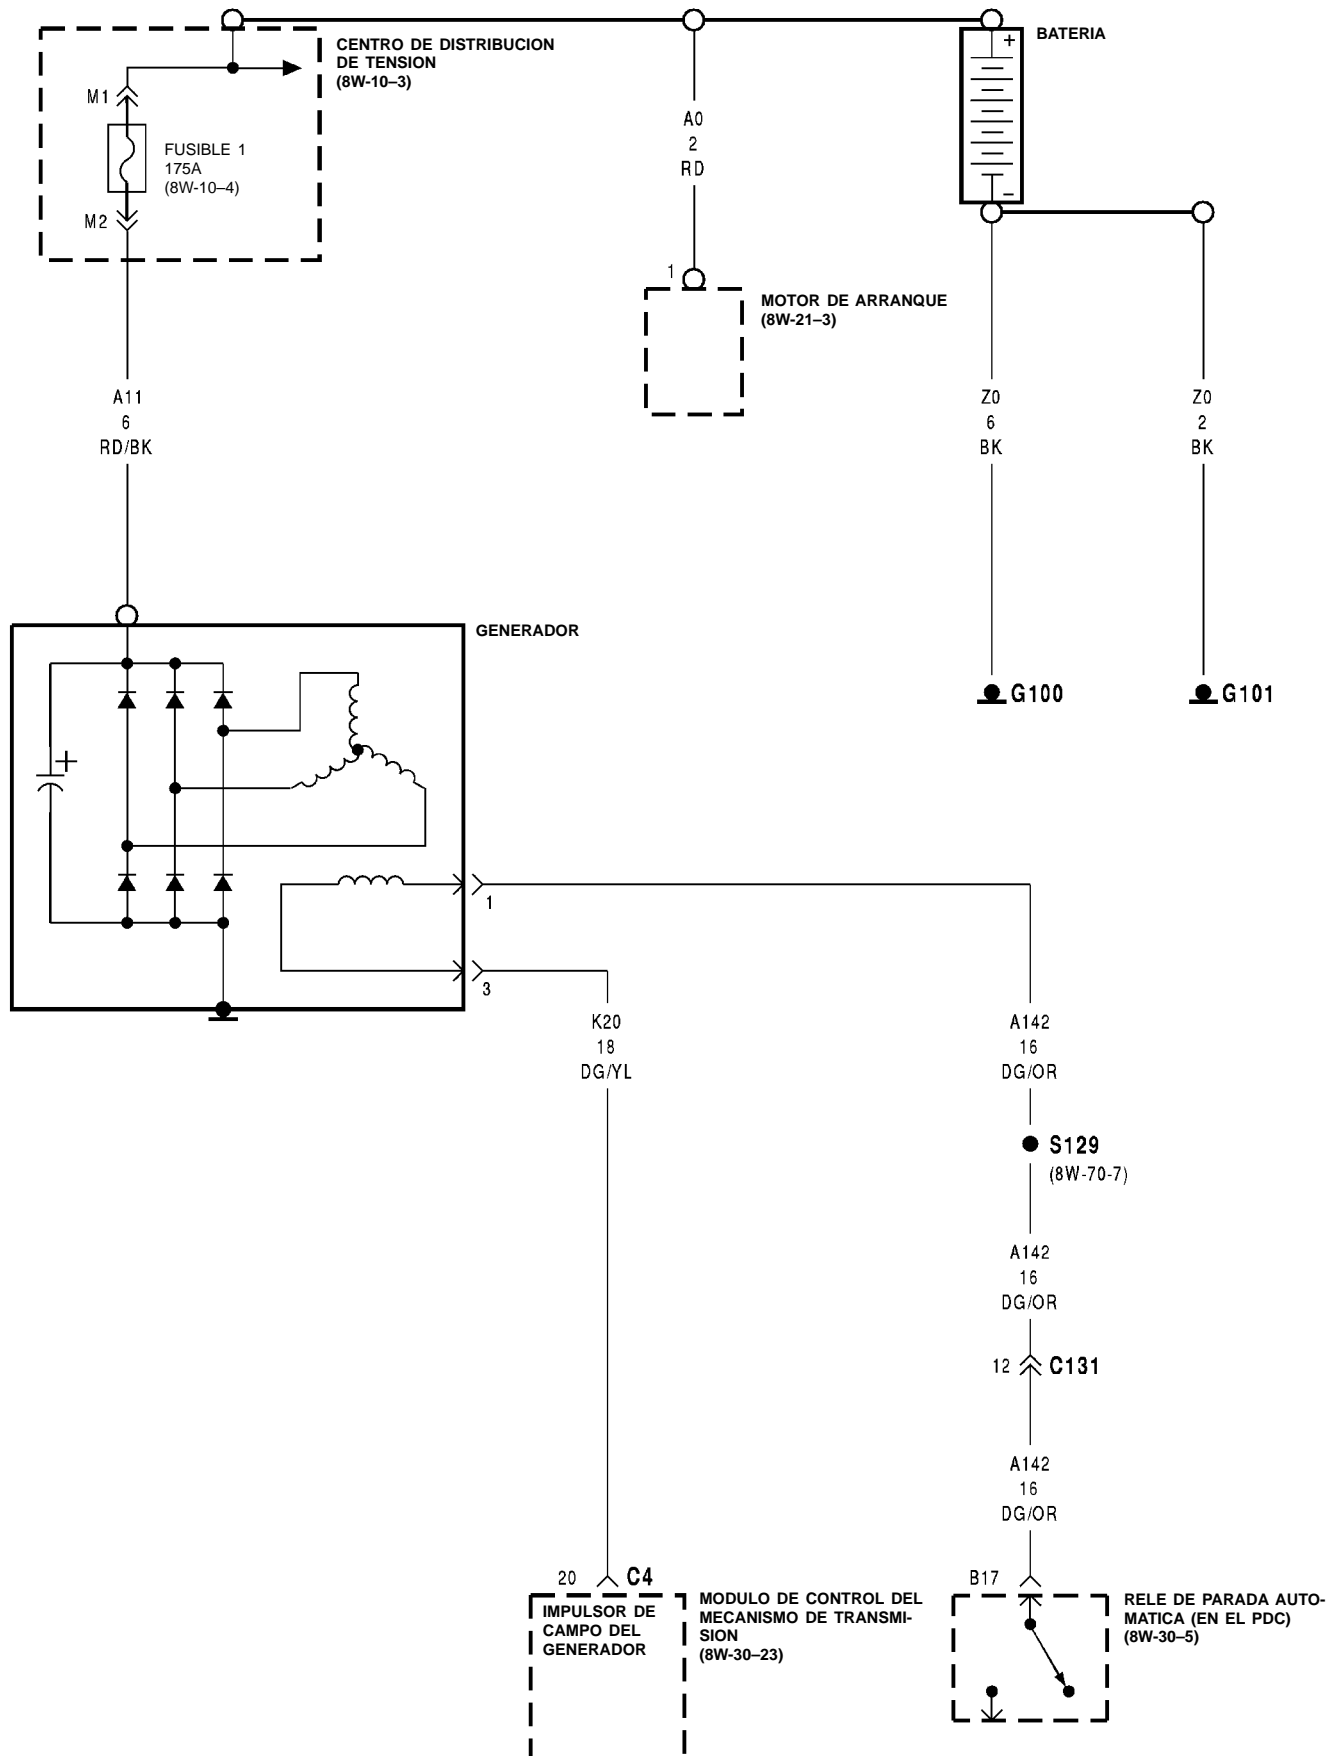 CENTRO DE DISTRIBUCION
DE TENSION
(8W-10–3)
BATERIA
+
M1
FUSIBLE 1
175A
(8W-10–4)
M2
A0
2
RD
–
1
MOTOR DE ARRANQUE
(8W-21–3)
A11
6
RD/BK
Z0
6
BK
Z0
2
BK
GENERADOR
G100
G101
+
1
3
K20
18
DG/YL
A142
16
DG/OR
S129
(8W-70-7)
A142
16
DG/OR
12
C131
A142
16
DG/OR
20
C4
B17
IMPULSOR DE
CAMPO DEL
GENERADOR
MODULO DE CONTROL DEL
MECANISMO DE TRANSMI-
SION
(8W-30–23)
RELE DE PARADA AUTO-
MATICA (EN EL PDC)
(8W-30–5)